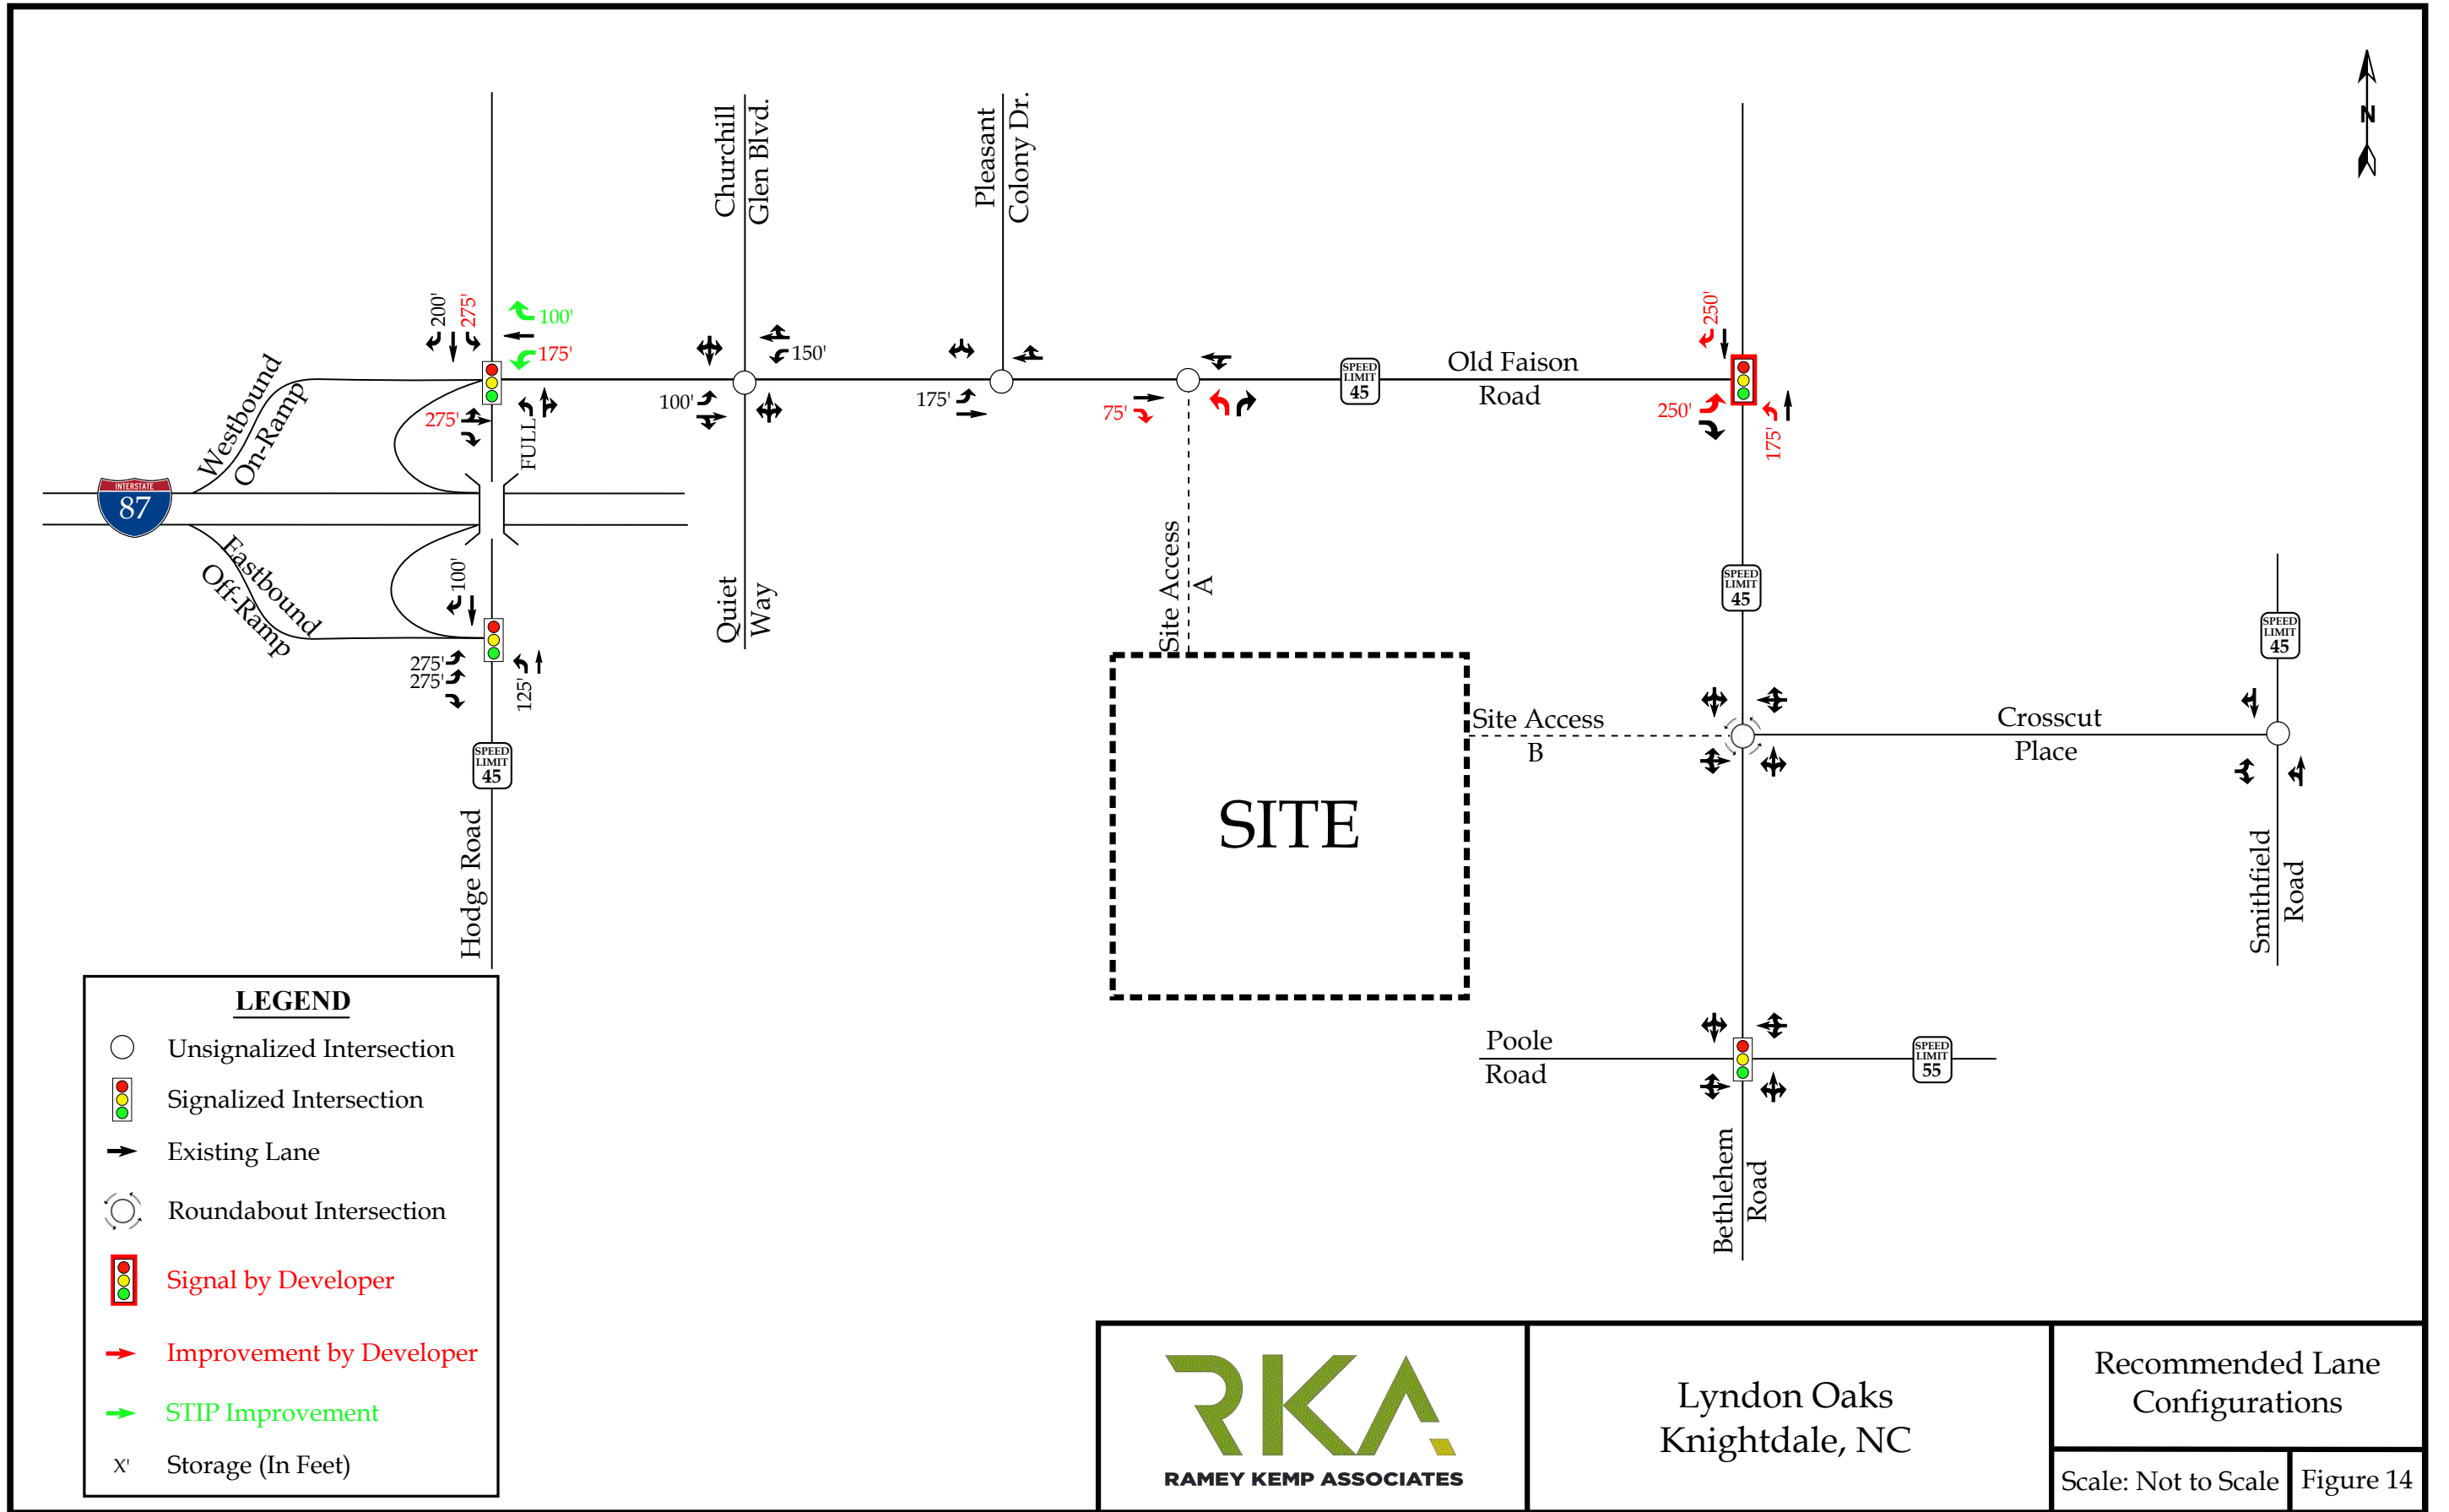 N
Churchill
Glen Blvd.
Pleasant
Colony Dr.
200'
275'
100'
175'
275'
FULL
150'
100'
175'
75'
SPEED
LIMIT
45
Old Faison
Road
250'
250'
175'
Westbound
On-Ramp
INTERSTATE
87
Eastbound
Off-Ramp
100'
275'
275'
125'
Quiet
Way
Site Access
A
SPEED
LIMIT
45
SPEED
LIMIT
45
SPEED
LIMIT
45
Hodge Road
SITE
Site Access
B
Crosscut
Place
Smithfield
Road
Poole
Road
SPEED
LIMIT
55
Bethlehem
Road
LEGEND
Unsignalized Intersection
Signalized Intersection
Existing Lane
Roundabout Intersection
Signal by Developer
Improvement by Developer
STIP Improvement
X' Storage (In Feet)
RKA
RAMEY KEMP ASSOCIATES
Lyndon Oaks
Knightdale, NC
Recommended Lane
Configurations
Scale: Not to Scale
Figure 14